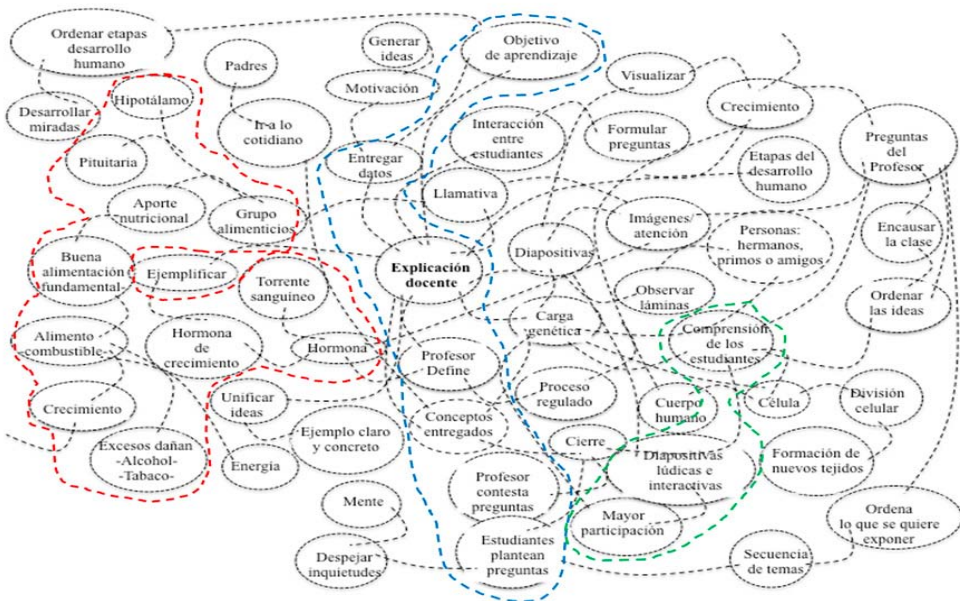 Ordenar etapas
desarrollo
humano
Padres
Generar
ideas
Objetivo
de aprendizaje
Visualizar
Crecimiento
Desarrollar
miradas
Hipotálamo
Motivación
Ir a lo
cotidiano
Interacción
entre
estudiantes
Formular
preguntas
Preguntas
del
Profesor
Pituitaria
Entregar
datos
Etapas del
desarrollo
humano
Llamativa
Aporte
nutricional
Grupo
alimenticios
Imágenes/
atención
Personas:
hermanos,
primos o amigos
Encausar
la clase
Buena
alimentación
fundamental-
Ejemplificar
Torrente
sanguíneo
Explicación
docente
Diapositivas
Observar
láminas
Ordenar
las ideas
Alimento
-combustible-
Hormona
de
crecimiento
Hormona
Carga
genética
Comprensión
de los
estudiantes
Profesor
Define
Proceso
regulado
Crecimiento
Unificar
ideas
Conceptos
entregados
Cuerpo
humano
Célula
División
celular
Excesos dañan
-Alcohol-
-Tabaco-
Energía
Ejemplo claro
y concreto
Cierre
Diapositivas
lúdicas e
interactivas
Formación de
nuevos tejidos
Mente
Profesor
contesta
preguntas
Mayor
participación
Ordena
lo que se quiere
exponer
Despejar
inquietudes
Estudiantes
plantean
preguntas
Secuencia
de temas